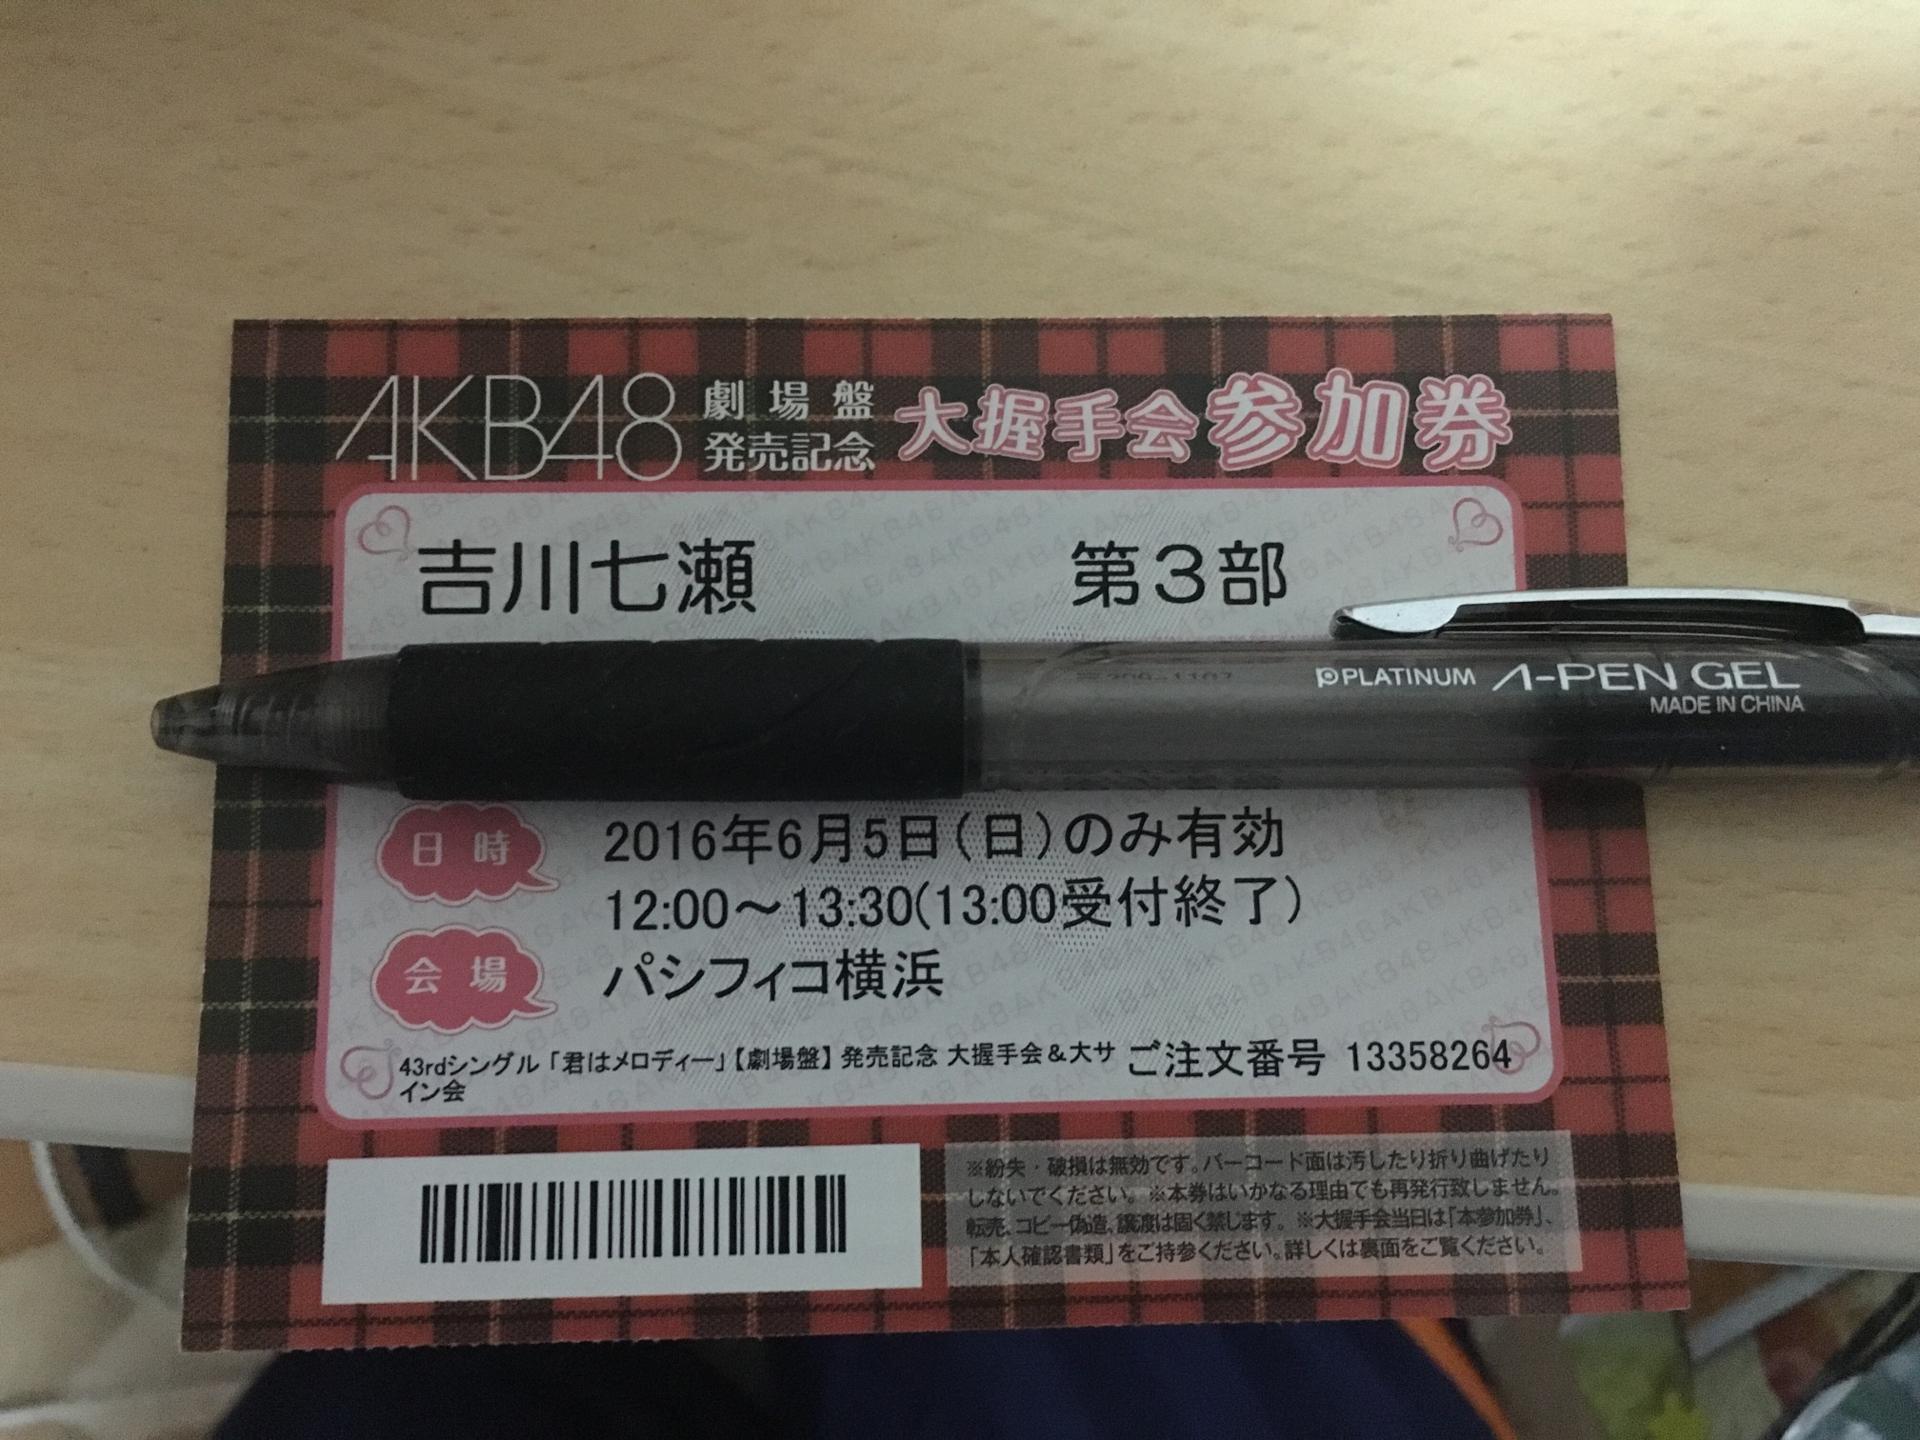 AKB48 劇場盤 発売記念 大握手会 参加券
吉川七瀬 第3部
PLATINUM A-PEN GEL
MADE IN CHINA
日時 2016年6月5日(日)のみ有効
12:00～13:30(13:00受付終了)
会場 パシフィコ横浜
43rdシングル「君はメロディー」【劇場盤】発売記念 大握手会&大サ
イン会
ご注文番号 13358264
※紛失・破損は無効です。バーコード面は汚したり折り曲げたり
しないでください。※本券はいかなる理由でも再発行致しません。
転売、コピー偽造、譲渡は固く禁じます。※大握手会当日は「本参加券」、
「本人確認書類」をご持参ください。詳しくは裏面をご覧ください。